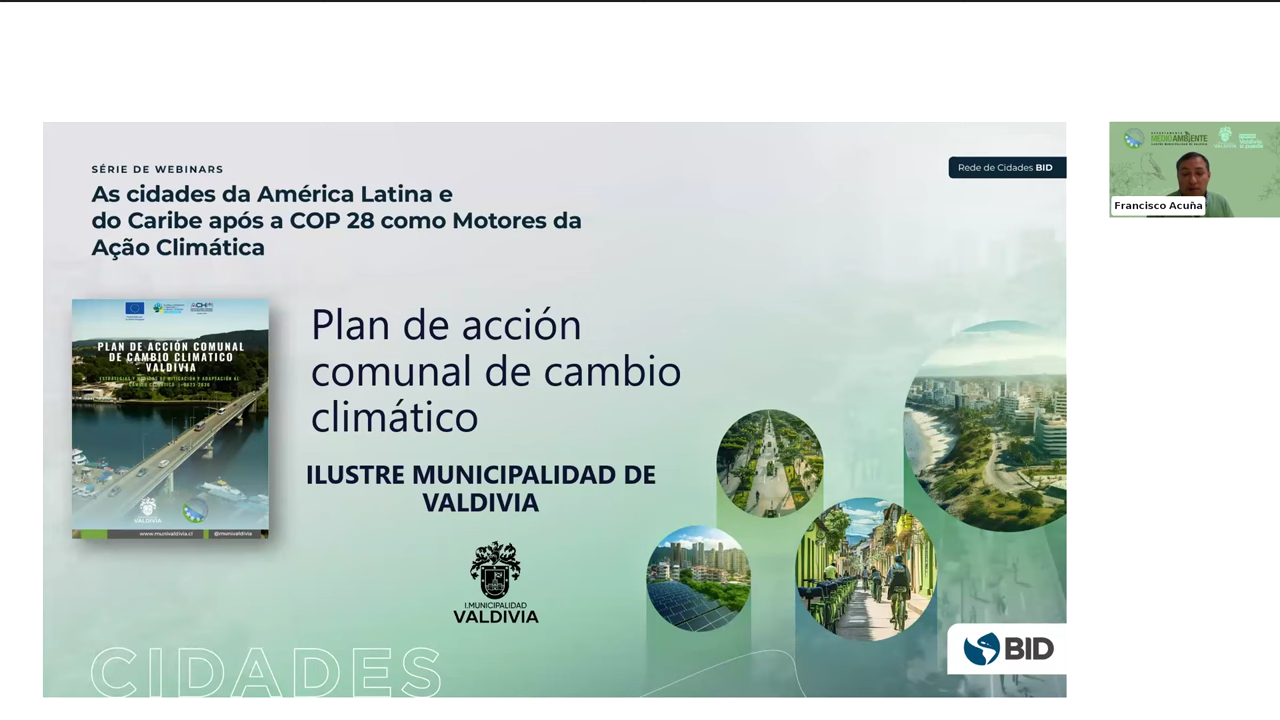 SÉRIE DE WEBINARS
As cidades da América Latina e
do Caribe após a COP 28 como Motores da
Ação Climática
Rede de Cidades BID
PLAN DE ACCIÓN COMUNAL
DE CAMBIO CLIMÁTICO
VALDIVIA
www.munivaldivia.cl @munivaldivia
Plan de acción
comunal de cambio
climático
ILUSTRE MUNICIPALIDAD DE
VALDIVIA
I.MUNICIPALIDAD
VALDIVIA
CIDADES
BID
MEDIO AMBIENTE
Francisco Acuña